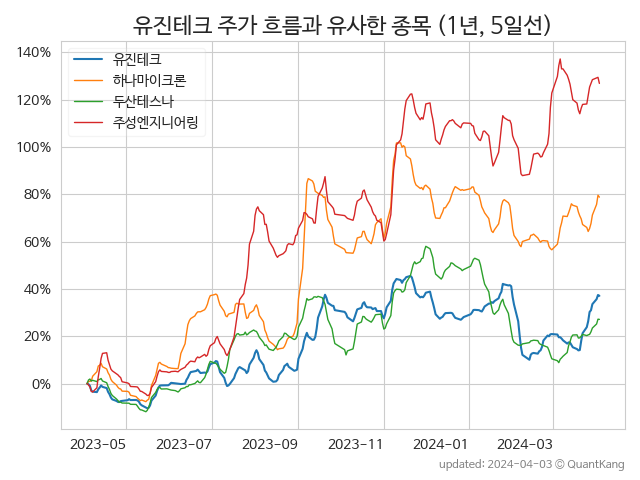 유진테크 주가 흐름과 유사한 종목 (1년, 5일선)
140%
120%
100%
80%
60%
40%
20%
0%
유진테크
하나마이크론
두산테스나
주성엔지니어링
2023-05 2023-07 2023-09 2023-11 2024-01 2024-03
updated: 2024-04-03 © QuantKang